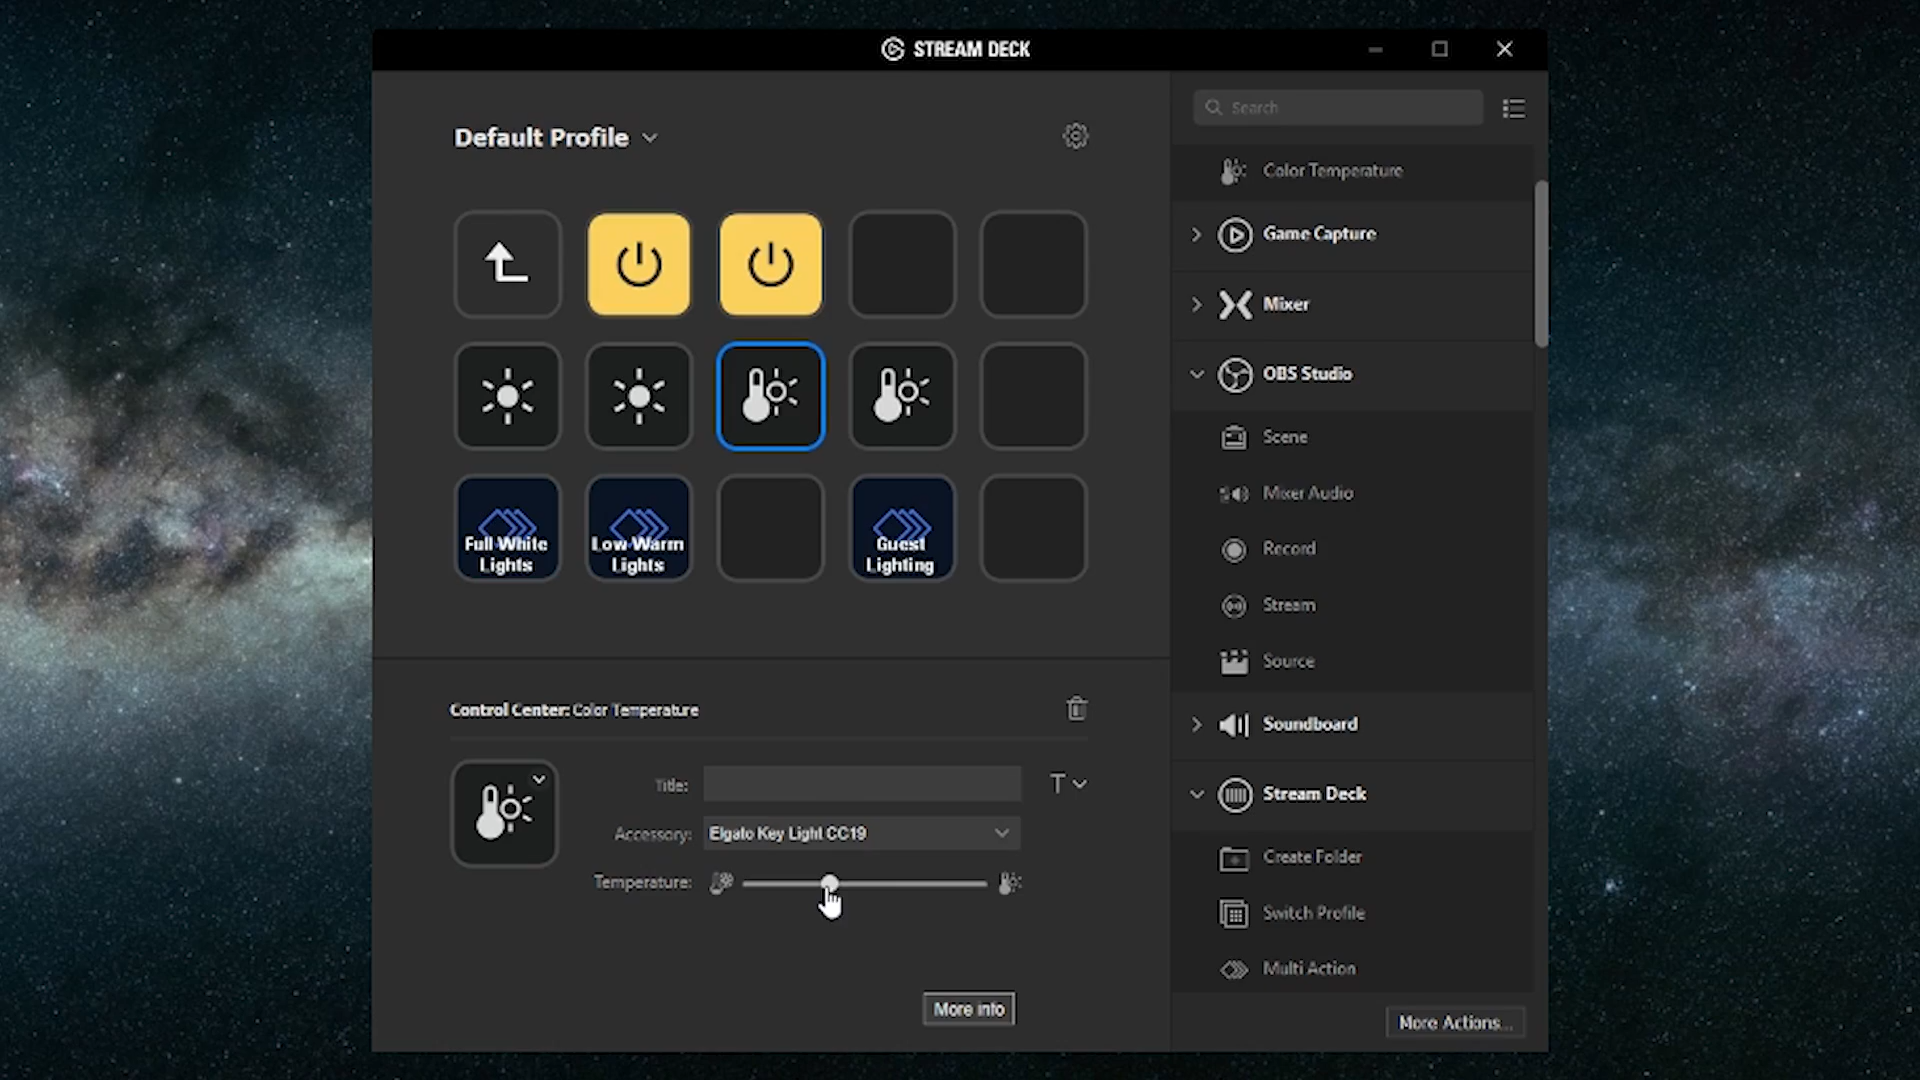 STREAM DECK
Default Profile
Full White
Lights
Low Warm
Lights
Guest
Lighting
Control Center: Color Temperature
Title:
Accessory: Elgato Key Light CC19
Temperature:
More info
Search
Color Temperature
Game Capture
Mixer
OBS Studio
Scene
Mixer Audio
Record
Stream
Source
Soundboard
Stream Deck
Create Folder
Switch Profile
Multi Action
More Actions...
T